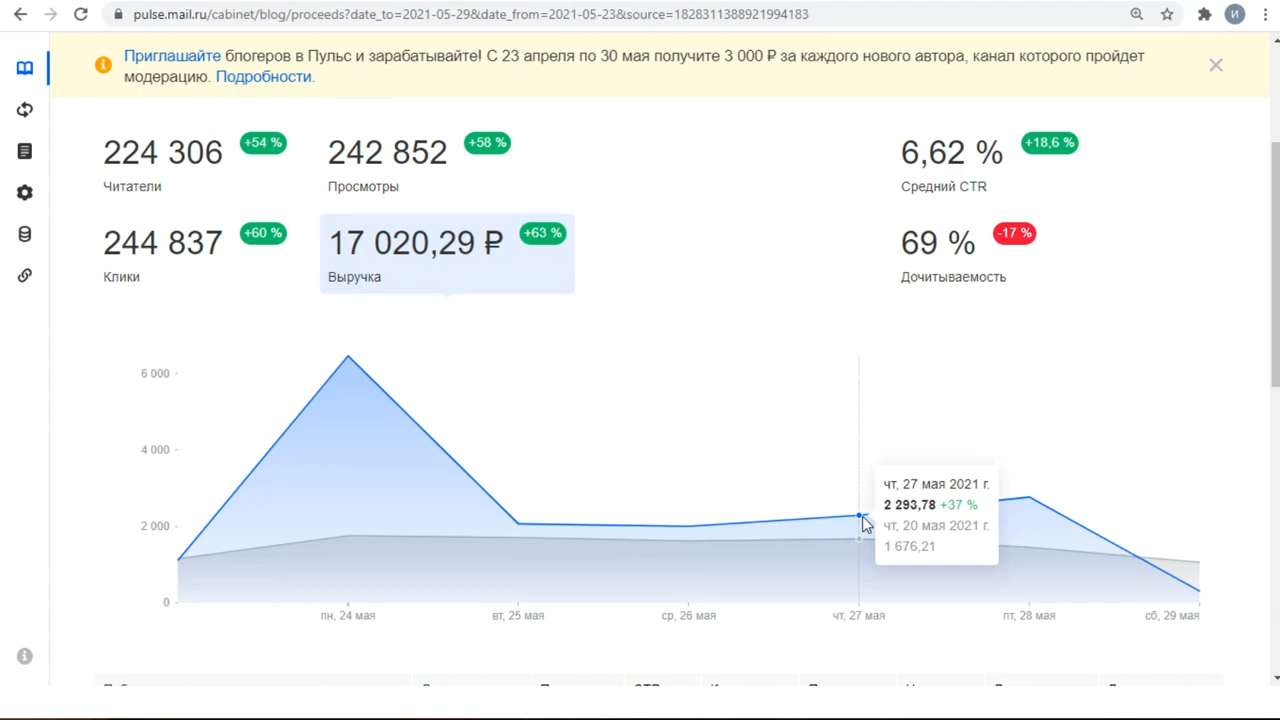 pulse.mail.ru/cabinet/blog/proceeds?date_to=2021-05-29&date_from=2021-05-23&source=1828311388921994183
И
Приглашайте блогеров в Пульс и зарабатывайте! С 23 апреля по 30 мая получите 3 000 ₽ за каждого нового автора, канал которого пройдет
модерацию. Подробности.
224 306 +54 %
Читатели
242 852 +58 %
Просмотры
6,62 % +18,6 %
Средний CTR
244 837 +60 %
Клики
17 020,29 ₽ +63 %
Выручка
69 % -17 %
Дочитываемость
6 000
4 000
2 000
0
чт, 27 мая 2021 г.
2 293,78 +37 %
чт, 20 мая 2021 г.
1 676,21
пн, 24 мая
вт, 25 мая
ср, 26 мая
чт, 27 мая
пт, 28 мая
сб, 29 мая